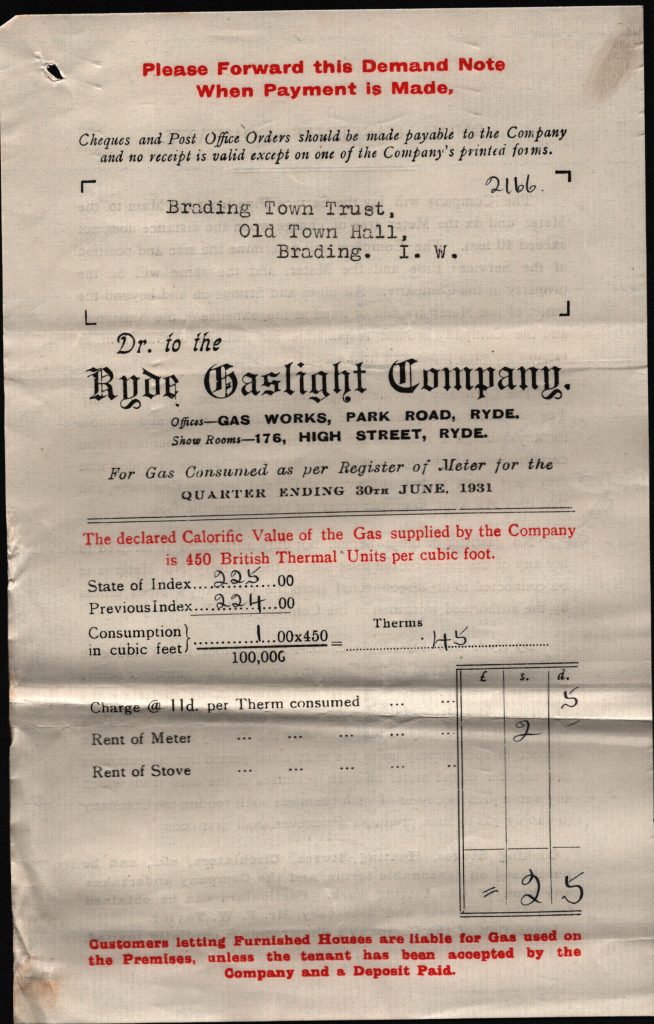 Please Forward this Demand Note
When Payment is Made.
Cheques and Post Office Orders should be made payable to the Company
and no receipt is valid except on one of the Company's printed forms.
2166.
Brading Town Trust,
Old Town Hall,
Brading. I. W.
Dr. to the
Ryde Gaslight Company.
Offices—GAS WORKS, PARK ROAD, RYDE.
Show Rooms—176, HIGH STREET, RYDE.
For Gas Consumed as per Register of Meter for the
QUARTER ENDING 30TH JUNE, 1931
The declared Calorific Value of the Gas supplied by the Company
is 450 British Thermal Units per cubic foot.
State of Index....225...00
Previous Index....224...00
Consumption } ..........1...00x450 = Therms .45
in cubic feet } 100,000
£ s. d.
Charge @ 11d. per Therm consumed ... ... 5
Rent of Meter ... ... ... ... ... 2 -
Rent of Stove ... ... ... ... ...
= 2 5
Customers letting Furnished Houses are liable for Gas used on
the Premises, unless the tenant has been accepted by the
Company and a Deposit Paid.